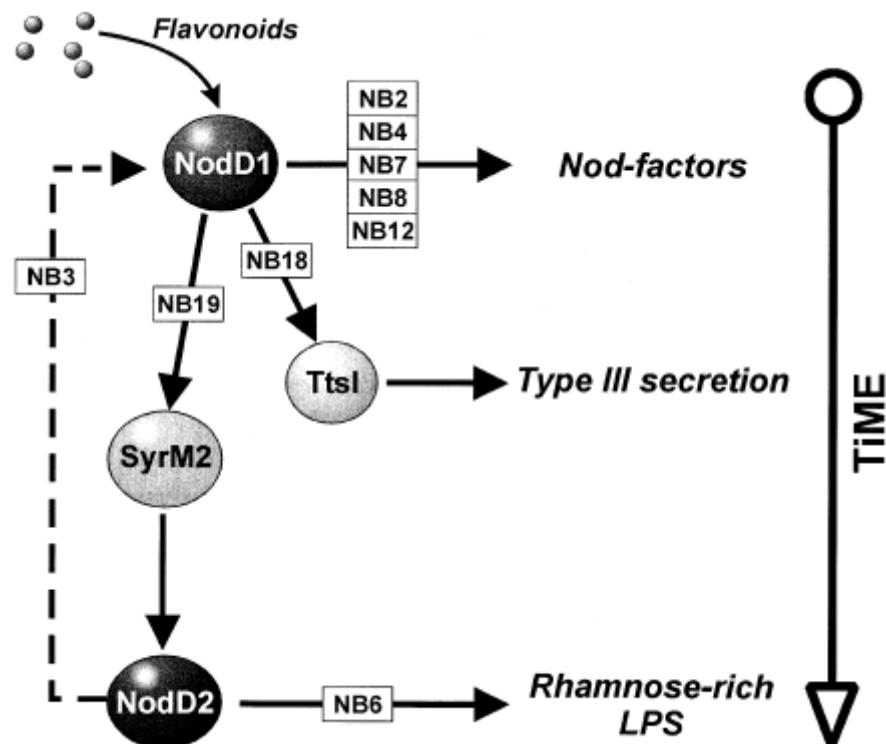 Flavonoids
NodD1
NB2
NB4
NB7
NB8
NB12
Nod-factors
NB3
NB19
NB18
TtsI
Type III secretion
SyrM2
NodD2
NB6
Rhamnose-rich
LPS
TiME